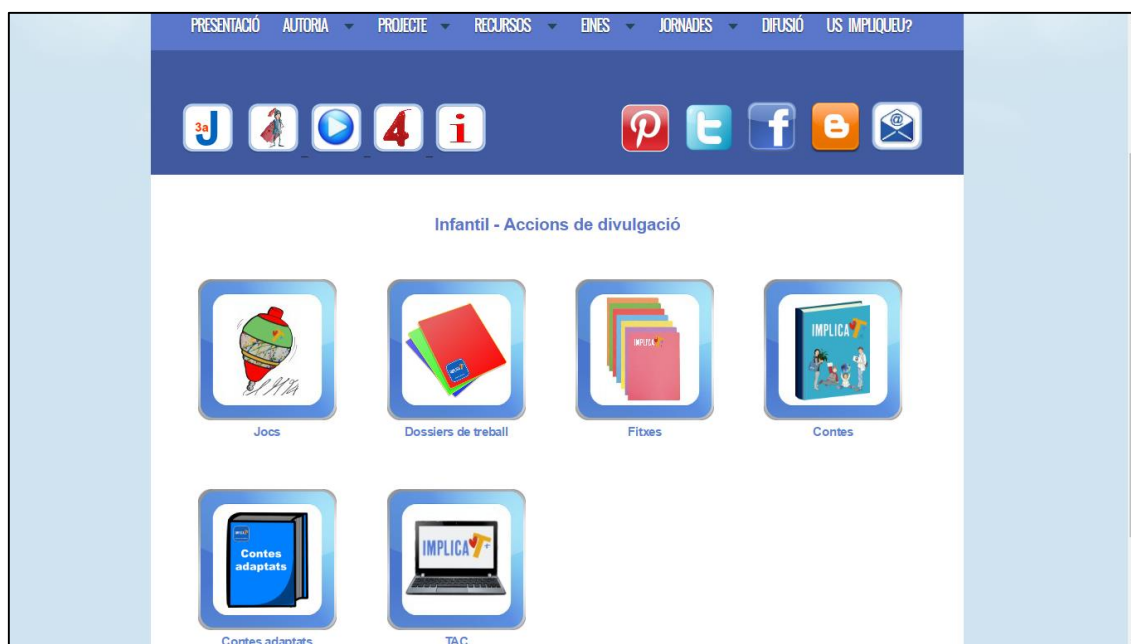 PRESENTACIÓ AUTORIA PROJECTE RECURSOS EINES JORNADES DIFUSIÓ US IMPLIQUEU?
3a J 4 i
Infantil - Accions de divulgació
IMPLICA
IMPLICA
Jocs Dossiers de treball Fitxes Contes
Contes
adaptats
IMPLICA T+
Contes adaptats TAC